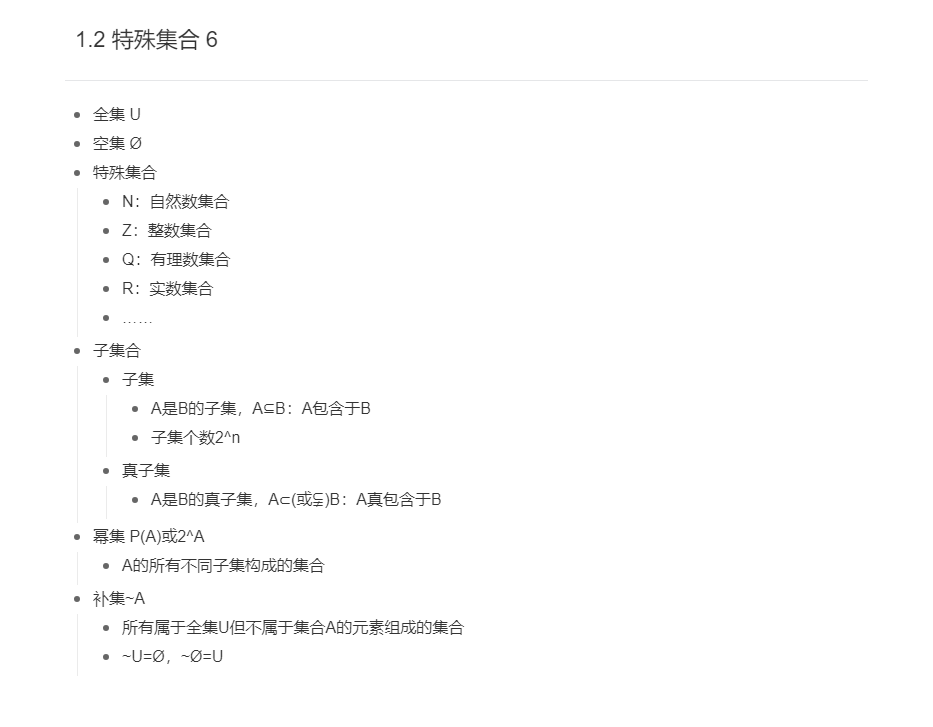 1.2 特殊集合 6
全集 U
空集 Ø
特殊集合
N：自然数集合
Z：整数集合
Q：有理数集合
R：实数集合
……
子集合
子集
A是B的子集，A⊆B：A包含于B
子集个数2^n
真子集
A是B的真子集，A⊂(或⊊)B：A真包含于B
幂集 P(A)或2^A
A的所有不同子集构成的集合
补集~A
所有属于全集U但不属于集合A的元素组成的集合
~U=Ø，~Ø=U